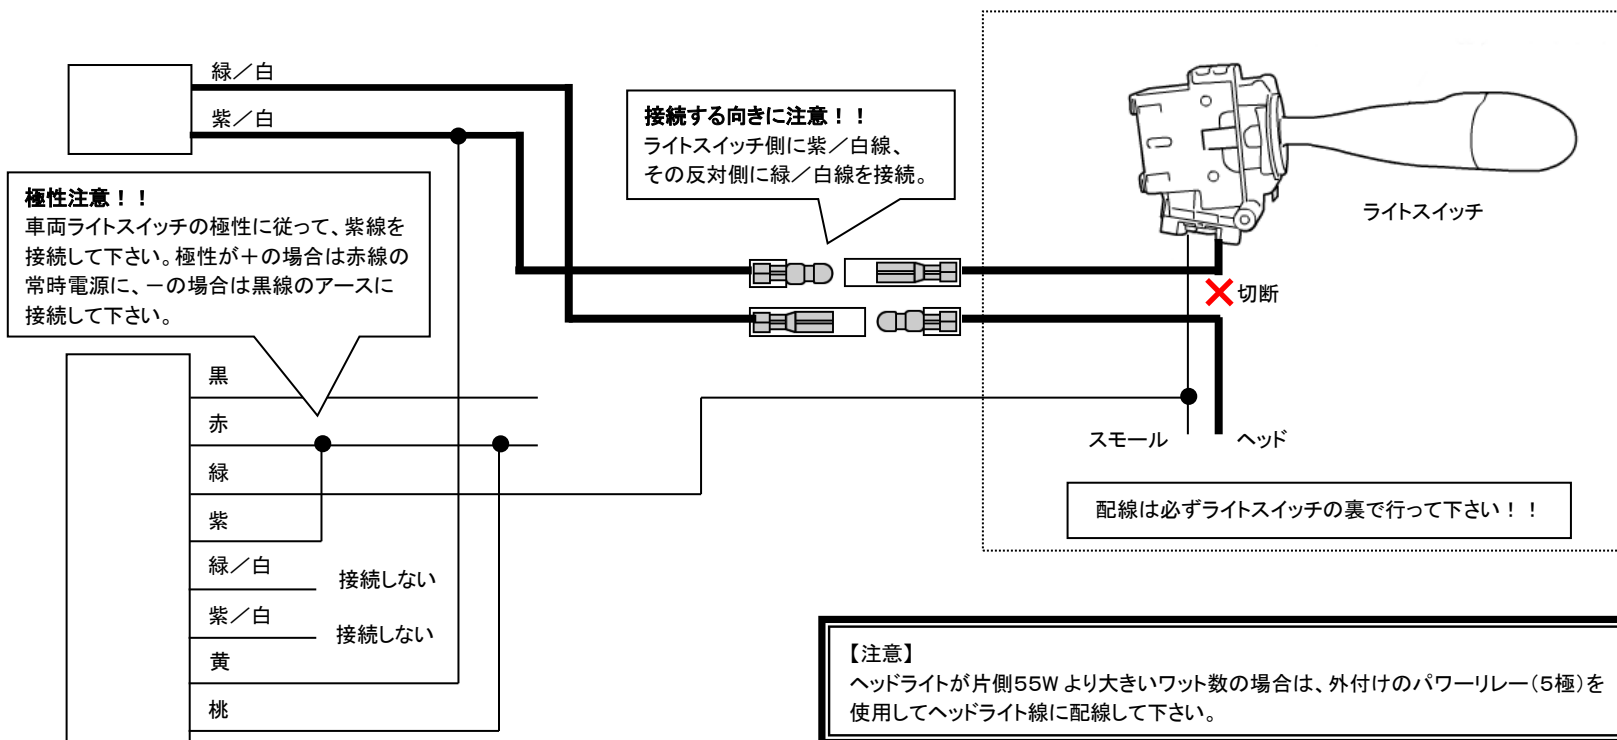 緑／白
紫／白
極性注意！！
車両ライトスイッチの極性に従って、紫線を
接続して下さい。極性が＋の場合は赤線の
常時電源に、－の場合は黒線のアースに
接続して下さい。
接続する向きに注意！！
ライトスイッチ側に紫／白線、
その反対側に緑／白線を接続。
ライトスイッチ
切断
スモール
ヘッド
配線は必ずライトスイッチの裏で行って下さい！！
黒
赤
緑
紫
緑／白
接続しない
紫／白
接続しない
黄
桃
【注意】
ヘッドライトが片側55Wより大きいワット数の場合は、外付けのパワーリレー（5極）を
使用してヘッドライト線に配線して下さい。